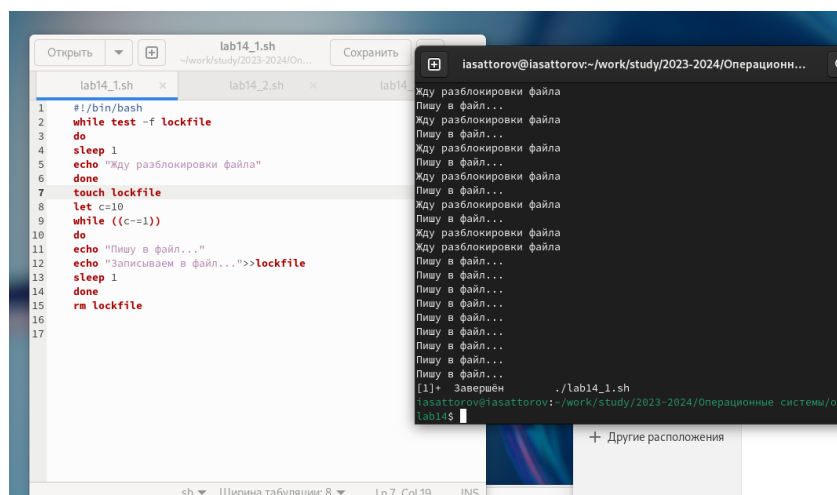 Открыть
lab14_1.sh
~/work/study/2023-2024/Оп...
Сохранить
lab14_1.sh × lab14_2.sh × lab14_
1 #!/bin/bash
2 while test -f lockfile
3 do
4 sleep 1
5 echo "Жду разблокировки файла"
6 done
7 touch lockfile
8 let c=10
9 while ((c-=1))
10 do
11 echo "Пишу в файл..."
12 echo "Записываем в файл...">>lockfile
13 sleep 1
14 done
15 rm lockfile
16
17
sh Ширина табуляции: 8 Ln 7, Col 19 INS
iasattorov@iasattorov:~/work/study/2023-2024/Операционн...
Жду разблокировки файла
Пишу в файл...
Жду разблокировки файла
Пишу в файл...
Жду разблокировки файла
Пишу в файл...
Жду разблокировки файла
Пишу в файл...
Жду разблокировки файла
Пишу в файл...
Жду разблокировки файла
Жду разблокировки файла
Пишу в файл...
Пишу в файл...
Пишу в файл...
Пишу в файл...
Пишу в файл...
Пишу в файл...
Пишу в файл...
Пишу в файл...
Пишу в файл...
[1]+ Завершён ./lab14_1.sh
iasattorov@iasattorov:~/work/study/2023-2024/Операционные системы/o
lab14$
+ Другие расположения